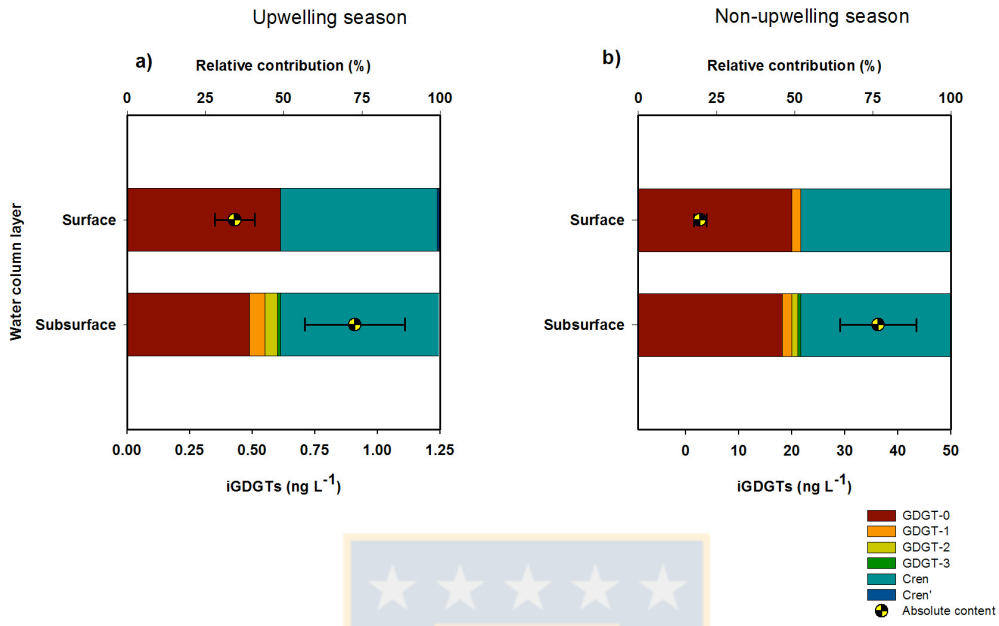 Upwelling season
Non-upwelling season
a)
Relative contribution (%)
0 25 50 75 100
b)
Relative contribution (%)
0 25 50 75 100
Water column layer
Surface
Subsurface
Surface
Subsurface
0.00 0.25 0.50 0.75 1.00 1.25
iGDGTs (ng L-1)
0 10 20 30 40 50
iGDGTs (ng L-1)
GDGT-0
GDGT-1
GDGT-2
GDGT-3
Cren
Cren'
Absolute content